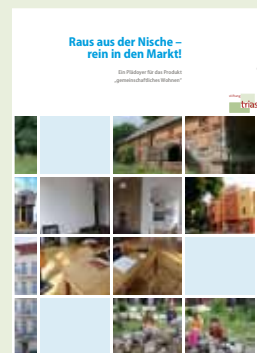 Raus aus der Nische –
rein in den Markt!
Ein Plädoyer für das Produkt
„gemeinschaftliches Wohnen“
stiftung
trias